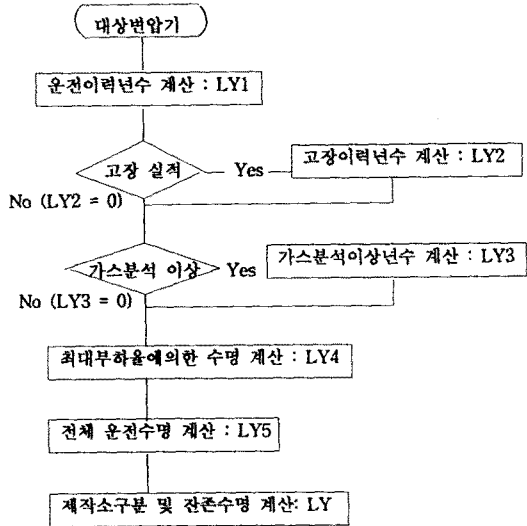 대상변압기
운전이력년수 계산 : LY1
고장 실적
Yes
고장이력년수 계산 : LY2
No (LY2 = 0)
가스분석 이상
Yes
가스분석이상년수 계산 : LY3
No (LY3 = 0)
최대부하율에의한 수명 계산 : LY4
전체 운전수명 계산 : LY5
제작소구분 및 잔존수명 계산: LY